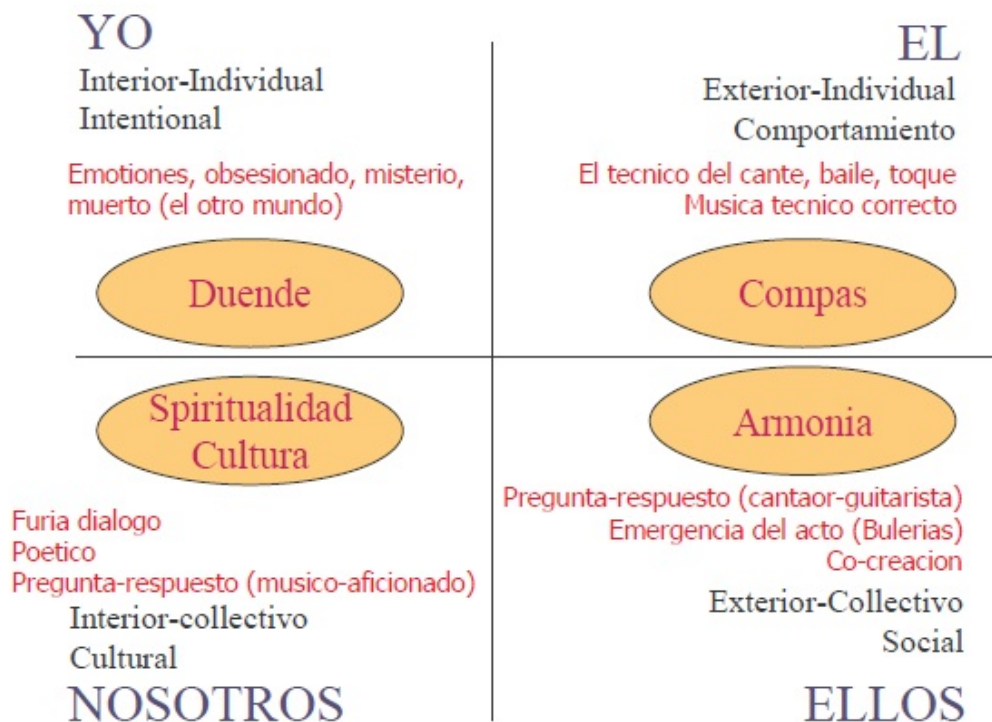 YO
Interior-Individual
Intentional
Emotiones, obsesionado, misterio,
muerto (el otro mundo)
Duende
EL
Exterior-Individual
Comportamiento
El tecnico del cante, baile, toque
Musica tecnico correcto
Compas
Spiritualidad
Cultura
Furia dialogo
Poetico
Pregunta-respuesto (musico-aficionado)
Interior-collectivo
Cultural
NOSOTROS
Armonia
Pregunta-respuesto (cantaor-guitarista)
Emergencia del acto (Bulerias)
Co-creacion
Exterior-Collectivo
Social
ELLOS